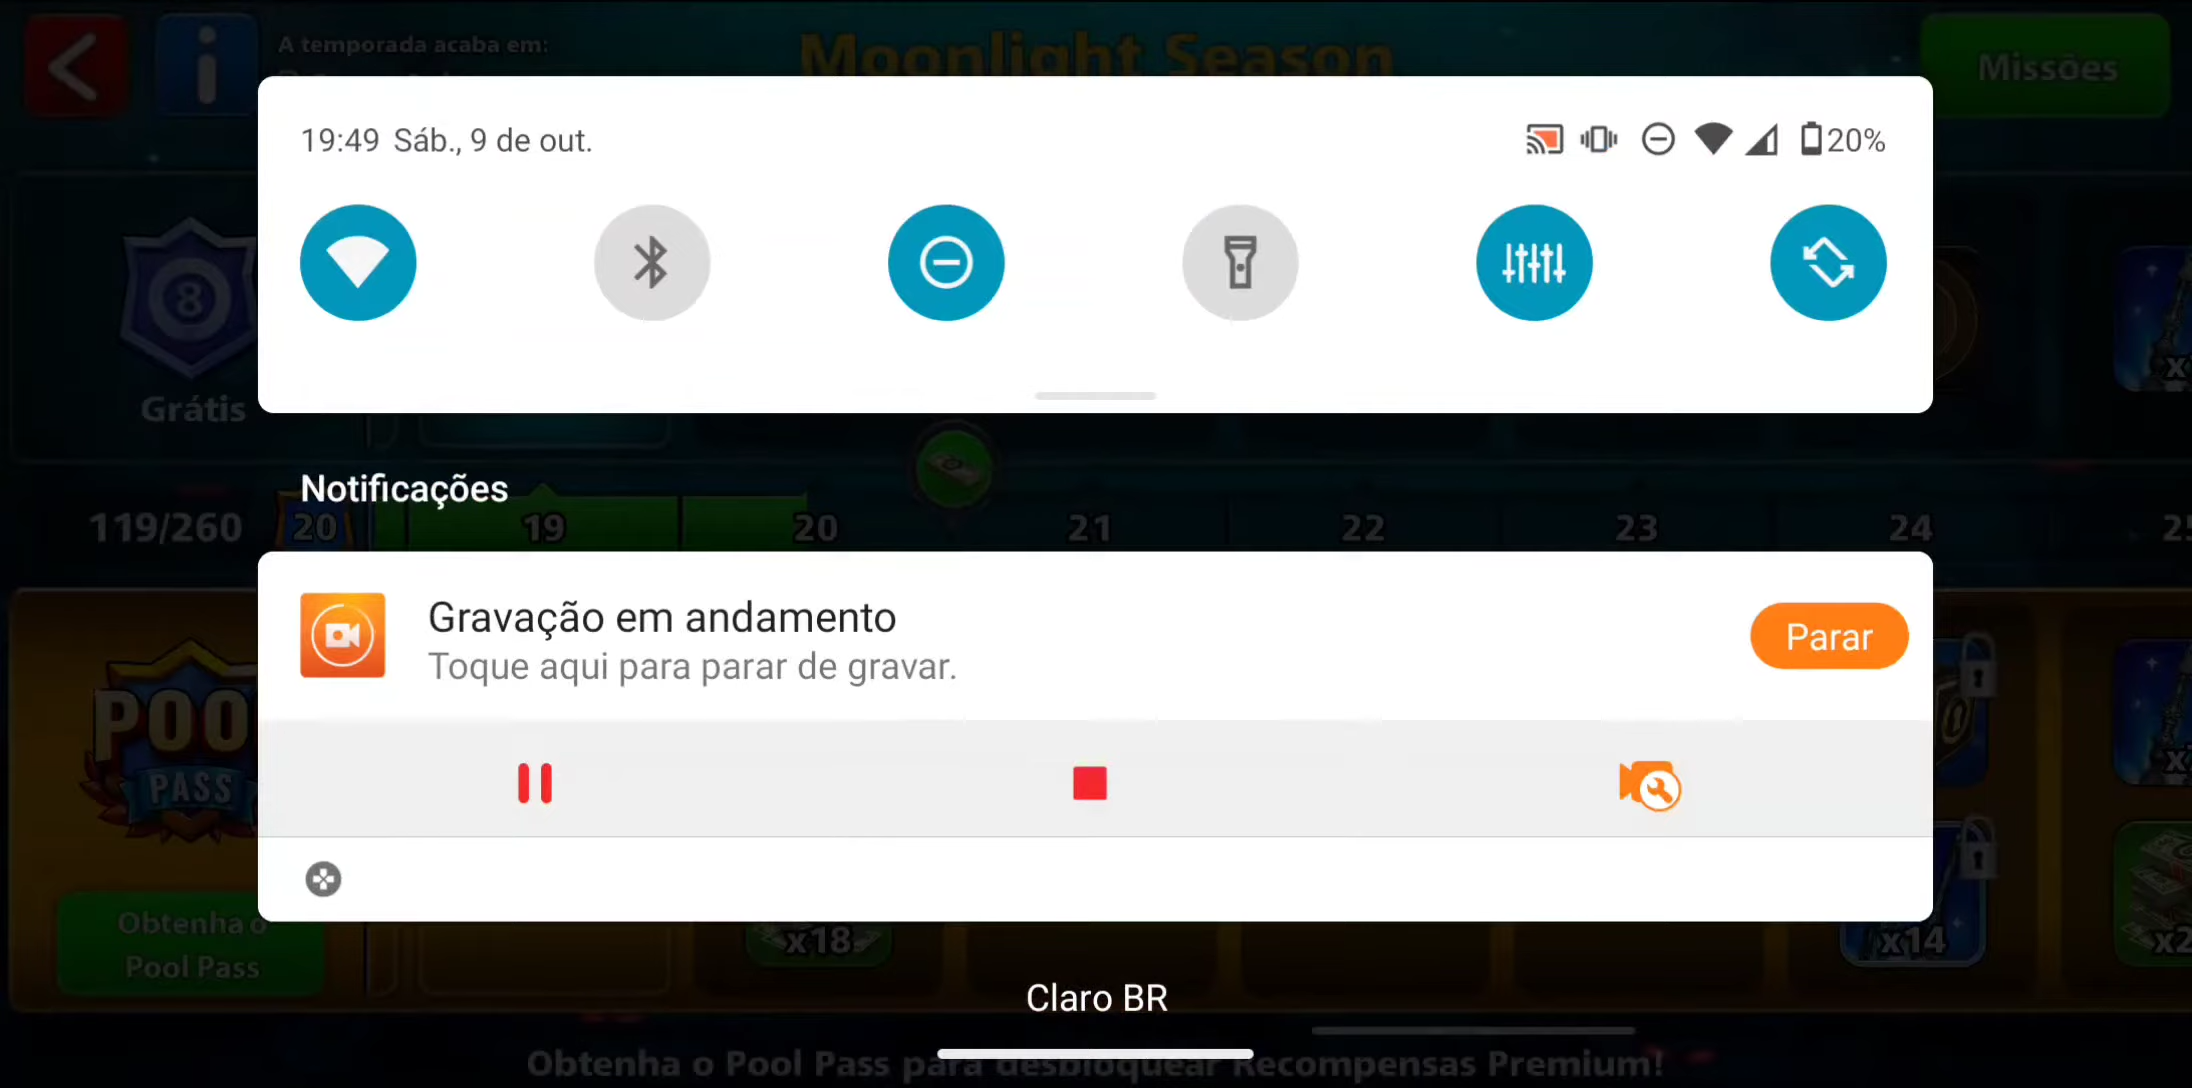 A temporada acaba em:
Moonlight Season
Missões
19:49 Sáb., 9 de out.
20%
8
Grátis
Notificações
119/260
20
19
20
21
22
23
24
Gravação em andamento
Toque aqui para parar de gravar.
Parar
POO
PASS
Obtenha o
Pool Pass
x18
x14
Claro BR
Obtenha o Pool Pass para desbloquear Recompensas Premium!